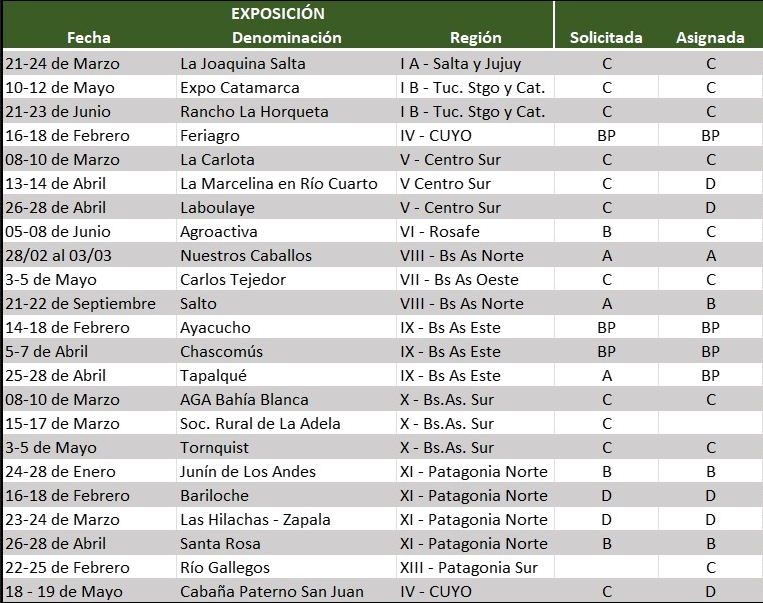 EXPOSICIÓN
Fecha Denominación Región Solicitada Asignada
21-24 de Marzo La Joaquina Salta I A - Salta y Jujuy C C
10-12 de Mayo Expo Catamarca I B - Tuc. Stgo y Cat. C C
21-23 de Junio Rancho La Horqueta I B - Tuc. Stgo y Cat. C C
16-18 de Febrero Feriagro IV - CUYO BP BP
08-10 de Marzo La Carlota V - Centro Sur C C
13-14 de Abril La Marcelina en Río Cuarto V Centro Sur C D
26-28 de Abril Laboulaye V - Centro Sur C D
05-08 de Junio Agroactiva VI - Rosafe B C
28/02 al 03/03 Nuestros Caballos VIII - Bs As Norte A A
3-5 de Mayo Carlos Tejedor VII - Bs As Oeste C C
21-22 de Septiembre Salto VIII - Bs As Norte A B
14-18 de Febrero Ayacucho IX - Bs As Este BP BP
5-7 de Abril Chascomús IX - Bs As Este BP BP
25-28 de Abril Tapalqué IX - Bs As Este A BP
08-10 de Marzo AGA Bahía Blanca X - Bs.As. Sur C C
15-17 de Marzo Soc. Rural de La Adela X - Bs.As. Sur C
3-5 de Mayo Tornquist X - Bs.As. Sur C C
24-28 de Enero Junín de Los Andes XI - Patagonia Norte B B
16-18 de Febrero Bariloche XI - Patagonia Norte D D
23-24 de Marzo Las Hilachas - Zapala XI - Patagonia Norte D D
26-28 de Abril Santa Rosa XI - Patagonia Norte B B
22-25 de Febrero Río Gallegos XIII - Patagonia Sur C
18 - 19 de Mayo Cabaña Paterno San Juan IV - CUYO C D